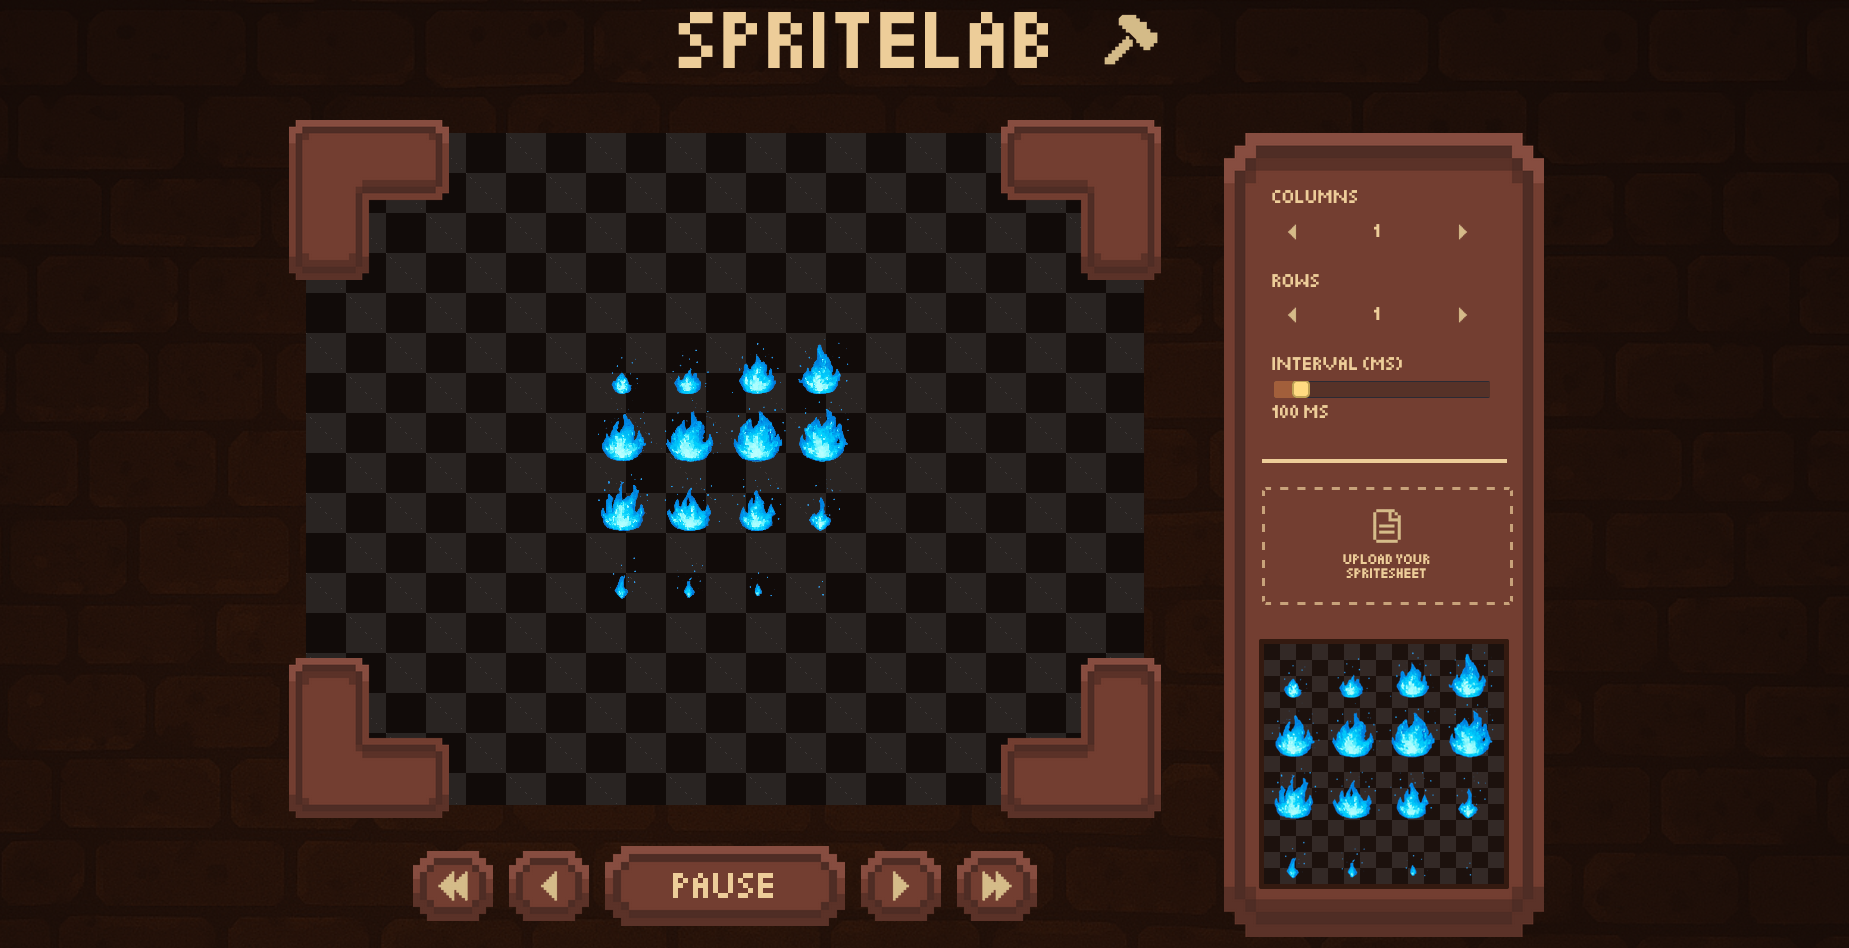 SPRITELAB
COLUMNS
1
ROWS
1
INTERVAL (MS)
100 MS
UPLOAD YOUR
SPRITESHEET
PAUSE